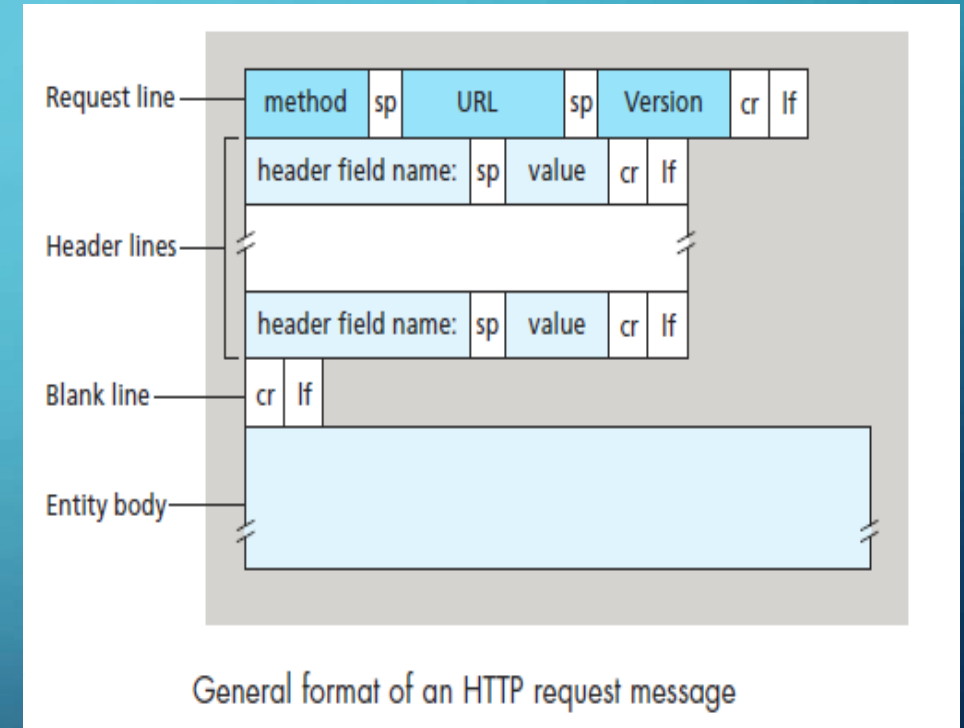 Request line method sp URL sp Version cr lf
header field name: sp value cr lf
Header lines
header field name: sp value cr lf
Blank line cr lf
Entity body
General format of an HTTP request message